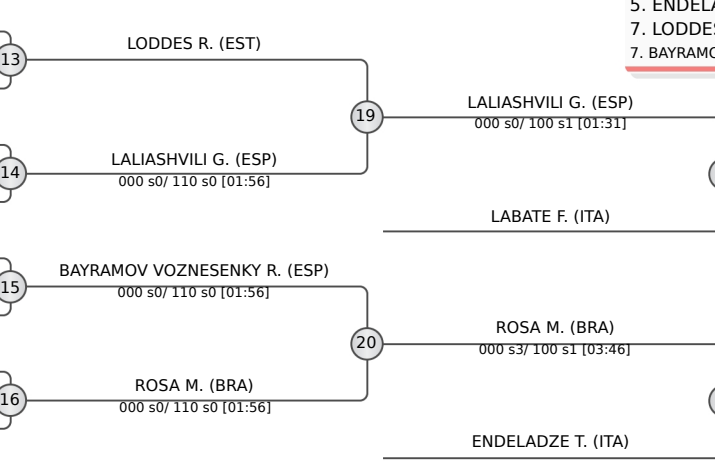 5. ENDELA
7. LODDES
7. BAYRAMO
LODDES R. (EST)
13
LALIASHVILI G. (ESP)
19
000 s0/ 100 s1 [01:31]
LALIASHVILI G. (ESP)
14
000 s0/ 110 s0 [01:56]
LABATE F. (ITA)
BAYRAMOV VOZNESENKY R. (ESP)
15
000 s0/ 110 s0 [01:56]
ROSA M. (BRA)
20
000 s3/ 100 s1 [03:46]
ROSA M. (BRA)
16
000 s0/ 110 s0 [01:56]
ENDELADZE T. (ITA)